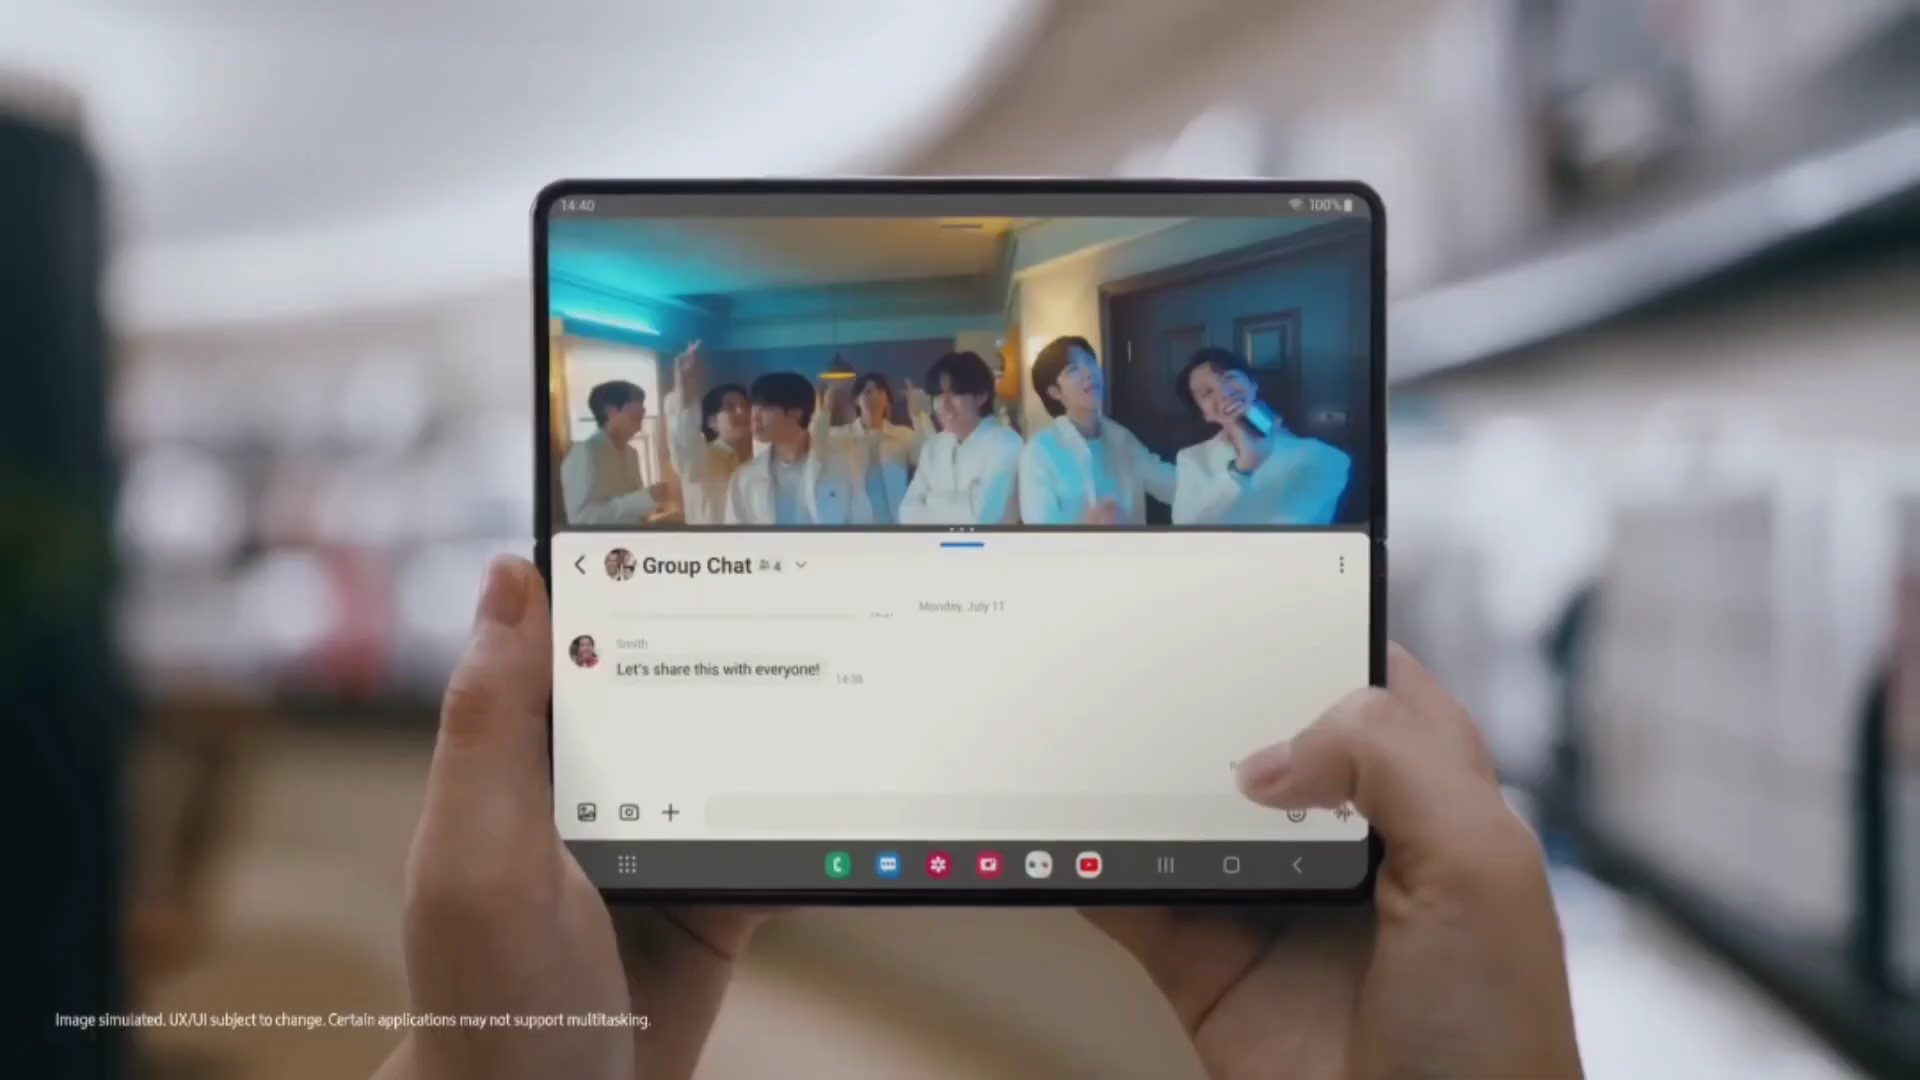 14:40
100%
Group Chat 4
Monday, July 11
Smith
Let's share this with everyone!
14:38
Image simulated. UX/UI subject to change. Certain applications may not support multitasking.